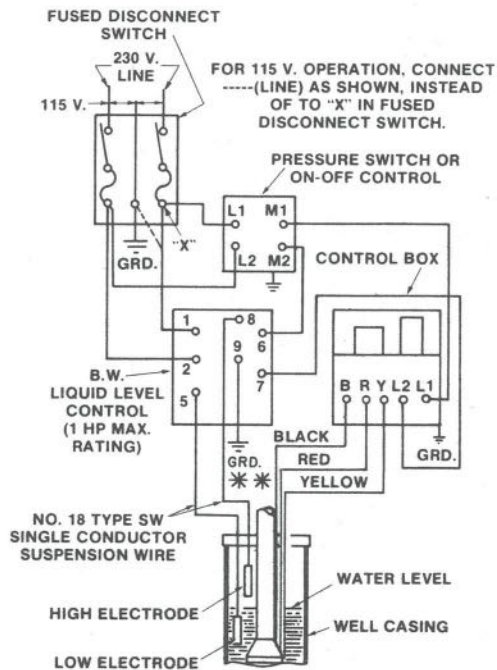 FUSED DISCONNECT
SWITCH
230 V.
LINE
115 V.
FOR 115 V. OPERATION, CONNECT
-----(LINE) AS SHOWN, INSTEAD
OF TO “X” IN FUSED
DISCONNECT SWITCH.
PRESSURE SWITCH OR
ON-OFF CONTROL
L1 M1
L2 M2
“X”
GRD.
CONTROL BOX
1 8
2 9 6
5 7
B.W.
LIQUID LEVEL
CONTROL
(1 HP MAX.
RATING)
B R Y L2 L1
GRD.
BLACK
RED
YELLOW
GRD.
✳ ✳
NO. 18 TYPE SW
SINGLE CONDUCTOR
SUSPENSION WIRE
WATER LEVEL
HIGH ELECTRODE
WELL CASING
LOW ELECTRODE